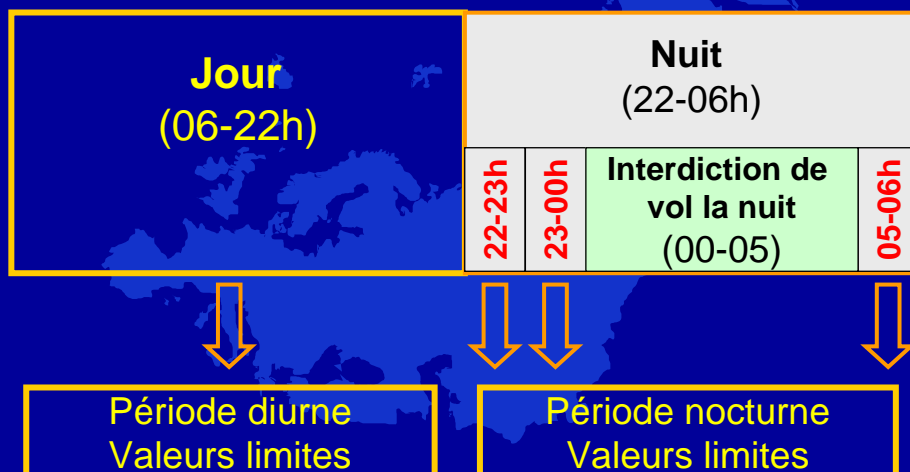 Jour
(06-22h)
Nuit
(22-06h)
22-23h
23-00h
Interdiction de
vol la nuit
(00-05)
05-06h
Période diurne
Valeurs limites
Période nocturne
Valeurs limites